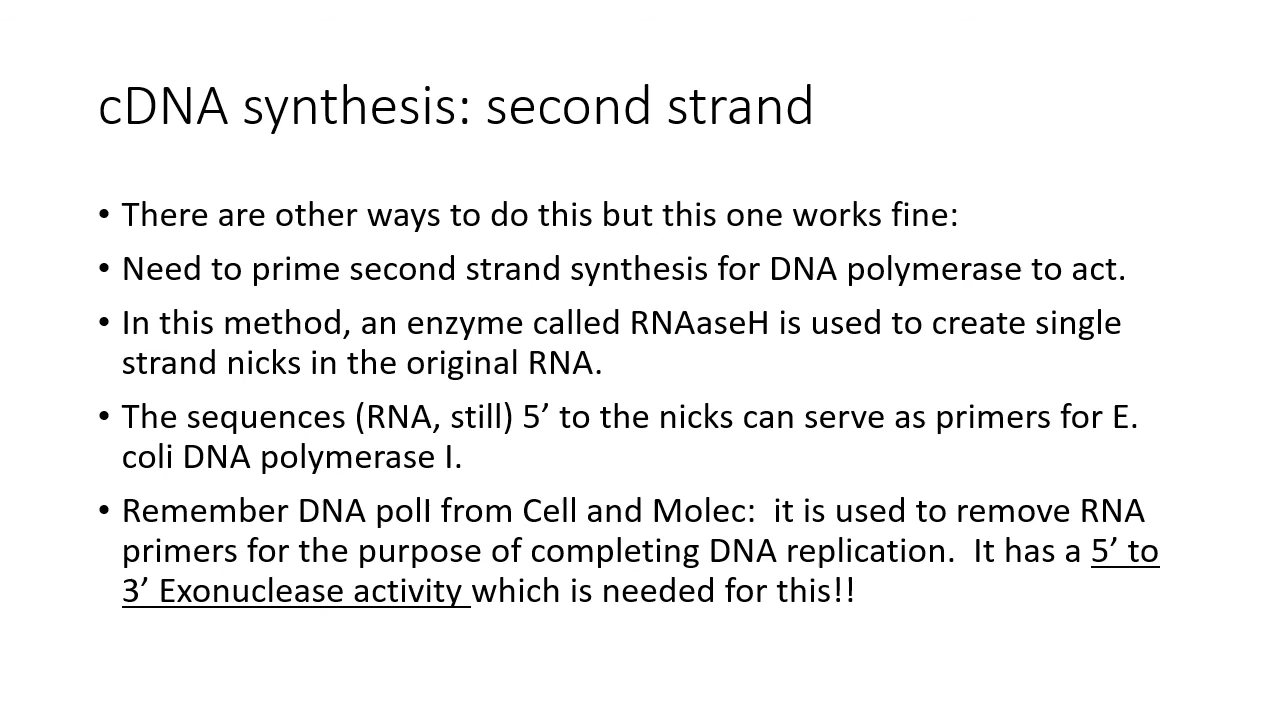 cDNA synthesis: second strand
• There are other ways to do this but this one works fine:
• Need to prime second strand synthesis for DNA polymerase to act.
• In this method, an enzyme called RNAaseH is used to create single
strand nicks in the original RNA.
• The sequences (RNA, still) 5’ to the nicks can serve as primers for E.
coli DNA polymerase I.
• Remember DNA polI from Cell and Molec:  it is used to remove RNA
primers for the purpose of completing DNA replication.  It has a 5’ to
3’ Exonuclease activity which is needed for this!!